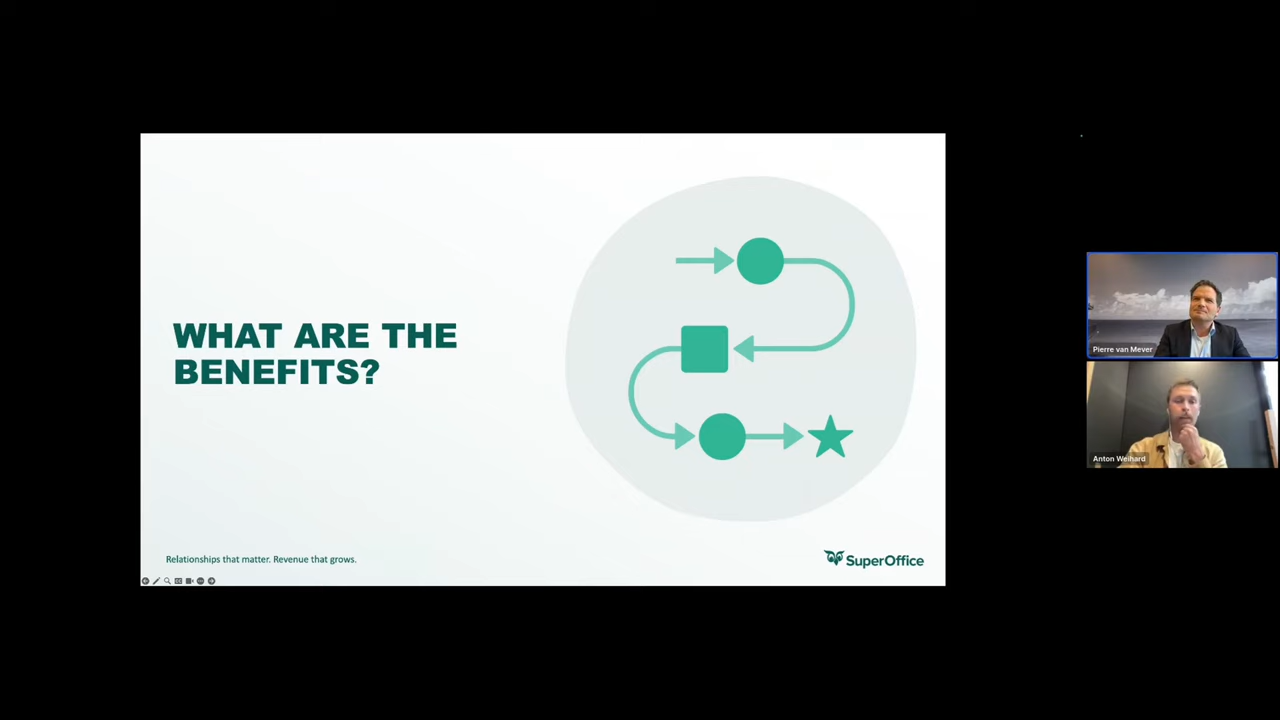 WHAT ARE THE
BENEFITS?
Relationships that matter. Revenue that grows.
SuperOffice
Pierre van Mever
Anton Weihard